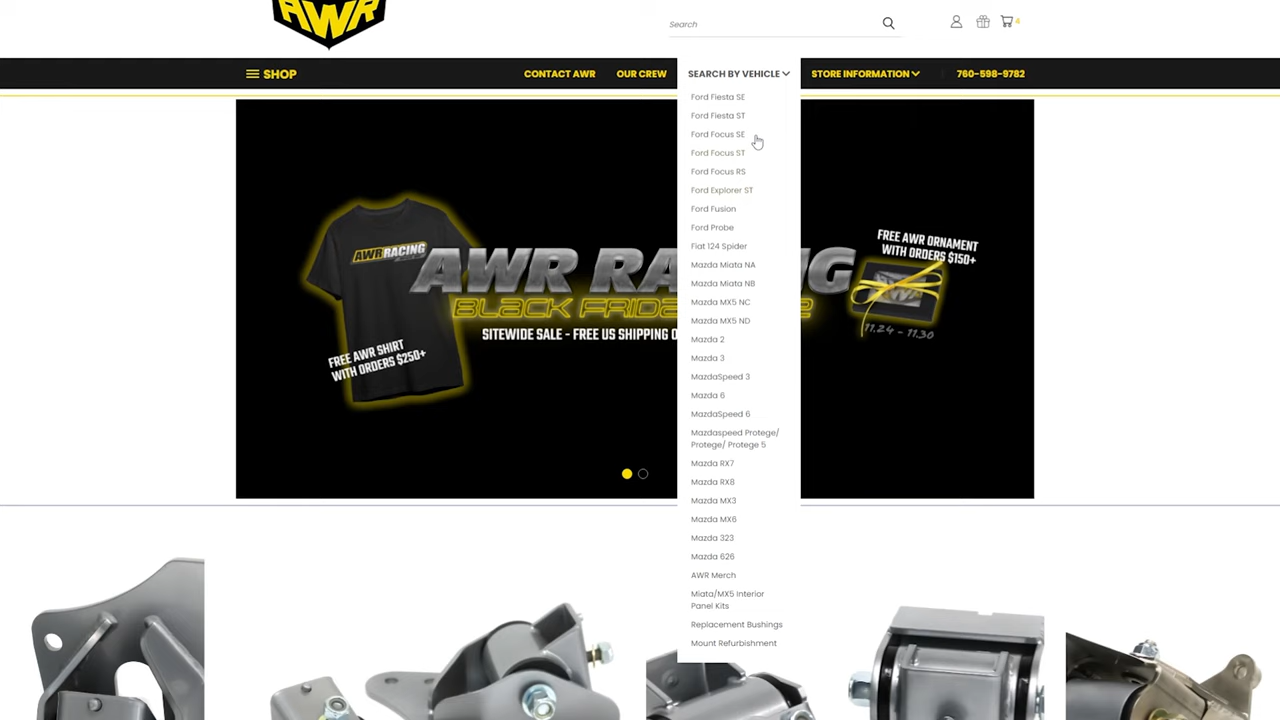 AWR
Search
4
SHOP
CONTACT AWR
OUR CREW
SEARCH BY VEHICLE
STORE INFORMATION
760-598-9782
Ford Fiesta SE
Ford Fiesta ST
Ford Focus SE
Ford Focus ST
Ford Focus RS
Ford Explorer ST
Ford Fusion
Ford Probe
Fiat 124 Spider
Mazda Miata NA
Mazda Miata NB
Mazda MX5 NC
Mazda MX5 ND
Mazda 2
Mazda 3
MazdaSpeed 3
Mazda 6
MazdaSpeed 6
Mazdaspeed Protege/
Protege/ Protege 5
Mazda RX7
Mazda RX8
Mazda MX3
Mazda MX6
Mazda 323
Mazda 626
AWR Merch
Miata/MX5 Interior
Panel Kits
Replacement Bushings
Mount Refurbishment
AWR RACING
FREE AWR SHIRT
WITH ORDERS $250+
AWR RA NG
BLACK FRIDA 2
SITEWIDE SALE - FREE US SHIPPING O
FREE AWR ORNAMENT
WITH ORDERS $150+
11.24 - 11.30